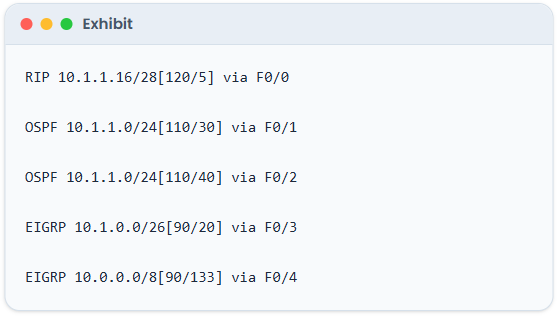 Exhibit
RIP 10.1.1.16/28[120/5] via F0/0
OSPF 10.1.1.0/24[110/30] via F0/1
OSPF 10.1.1.0/24[110/40] via F0/2
EIGRP 10.1.0.0/26[90/20] via F0/3
EIGRP 10.0.0.0/8[90/133] via F0/4